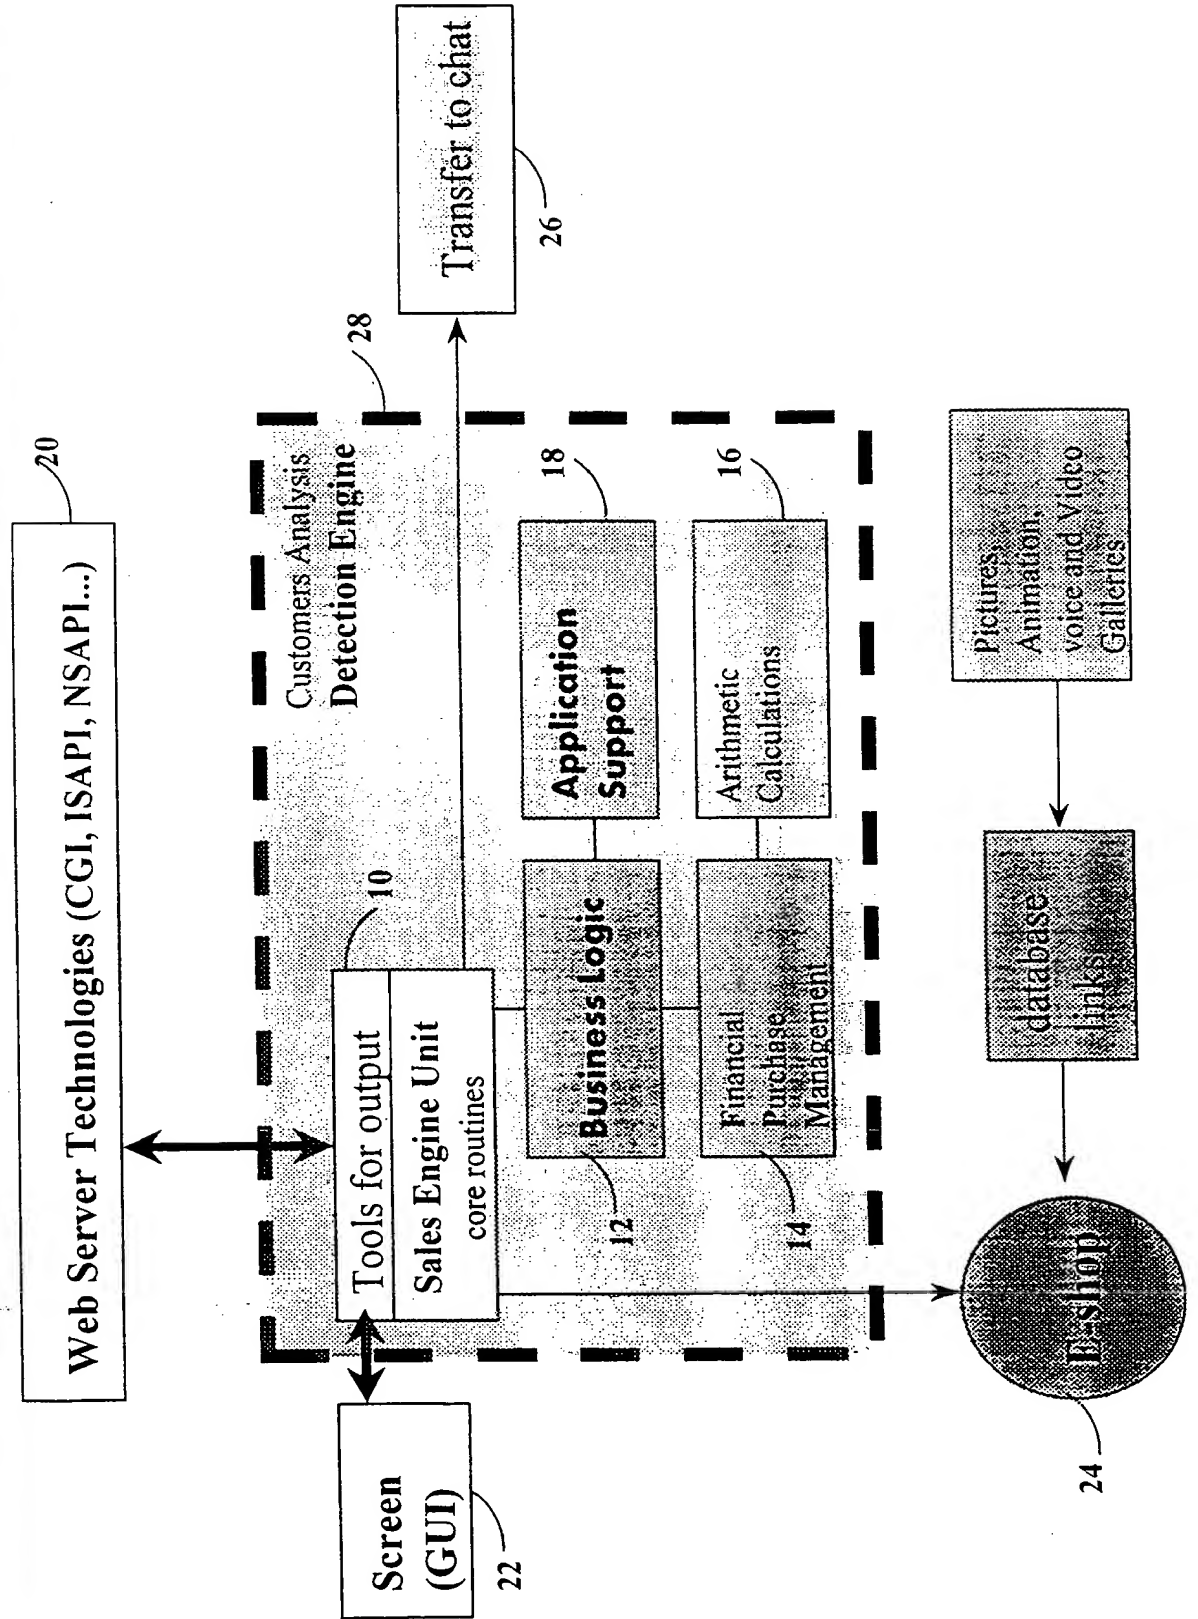 Web Server Technologies (CGI, ISAPI, NSAPI...)
20
Customers Analysis
Detection Engine
28
Screen
(GUI)
22
Tools for output
Sales Engine Unit
core routines
10
Transfer to chat
26
Business Logic
12
Application
Support
18
Financial
Purchase
Management
14
Arithmetic
Calculations
16
E-shop
24
database
links
Pictures,
Animation,
voice and Video
Galleries